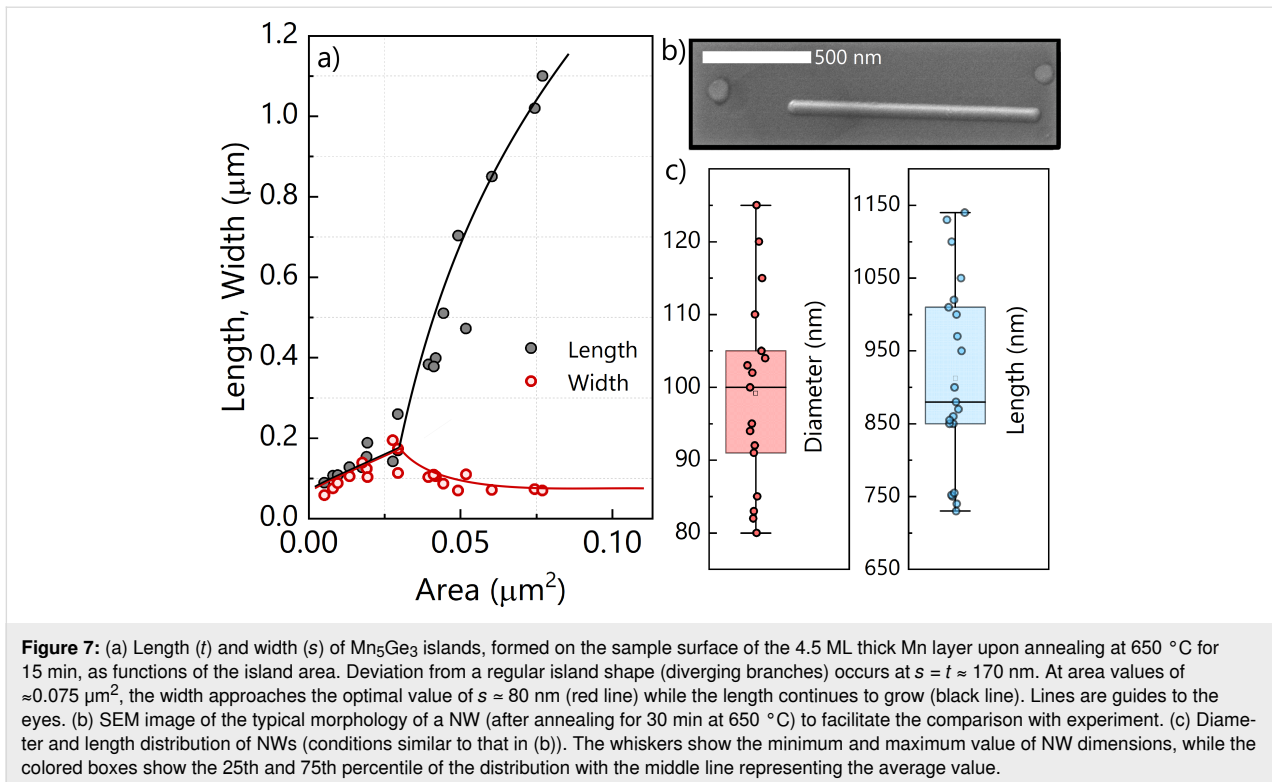 a)
Length, Width (μm)
1.2
1.0
0.8
0.6
0.4
0.2
0.0
Length
Width
0.00 0.05 0.10
Area (μm²)
b)
500 nm
c)
120
110
100
90
80
Diameter (nm)
1150
1050
950
850
750
650
Length (nm)
Figure 7: (a) Length (t) and width (s) of Mn₅Ge₃ islands, formed on the sample surface of the 4.5 ML thick Mn layer upon annealing at 650 °C for
15 min, as functions of the island area. Deviation from a regular island shape (diverging branches) occurs at s = t ≈ 170 nm. At area values of
≈0.075 μm², the width approaches the optimal value of s ≃ 80 nm (red line) while the length continues to grow (black line). Lines are guides to the
eyes. (b) SEM image of the typical morphology of a NW (after annealing for 30 min at 650 °C) to facilitate the comparison with experiment. (c) Diame-
ter and length distribution of NWs (conditions similar to that in (b)). The whiskers show the minimum and maximum value of NW dimensions, while the
colored boxes show the 25th and 75th percentile of the distribution with the middle line representing the average value.